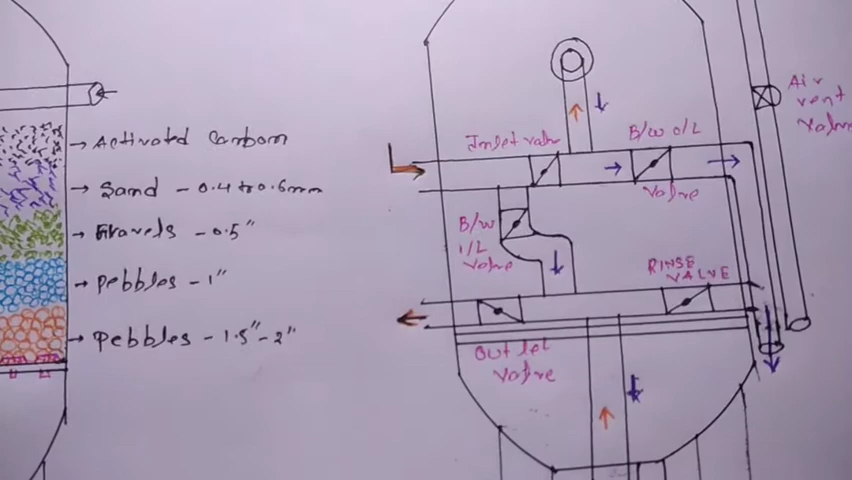 Activated Carbon
Sand - 0.4 to 0.6mm
Gravels - 0.5"
Pebbles - 1"
Pebbles - 1.5" - 2"
Inlet valve
B/W O/L
valve
B/W
I/L
valve
RINSE
VALVE
Outlet
valve
Air
vent
valve